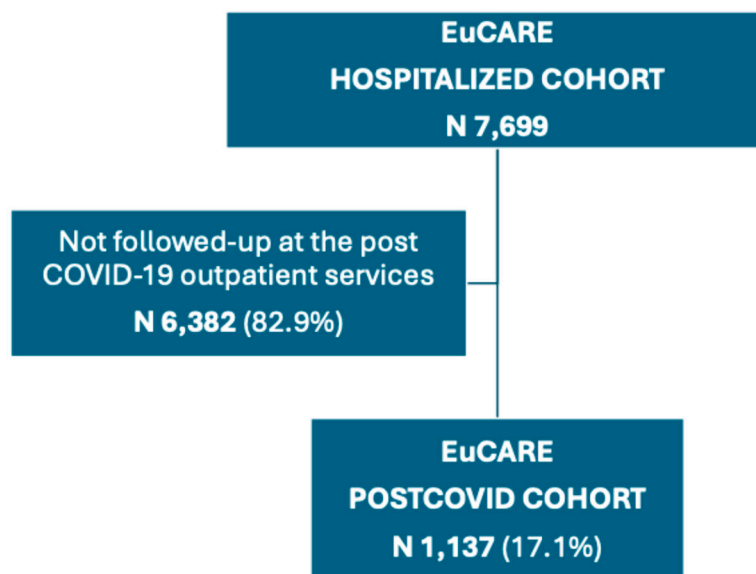 EuCARE
HOSPITALIZED COHORT
N 7,699
Not followed-up at the post
COVID-19 outpatient services
N 6,382 (82.9%)
EuCARE
POSTCOVID COHORT
N 1,137 (17.1%)